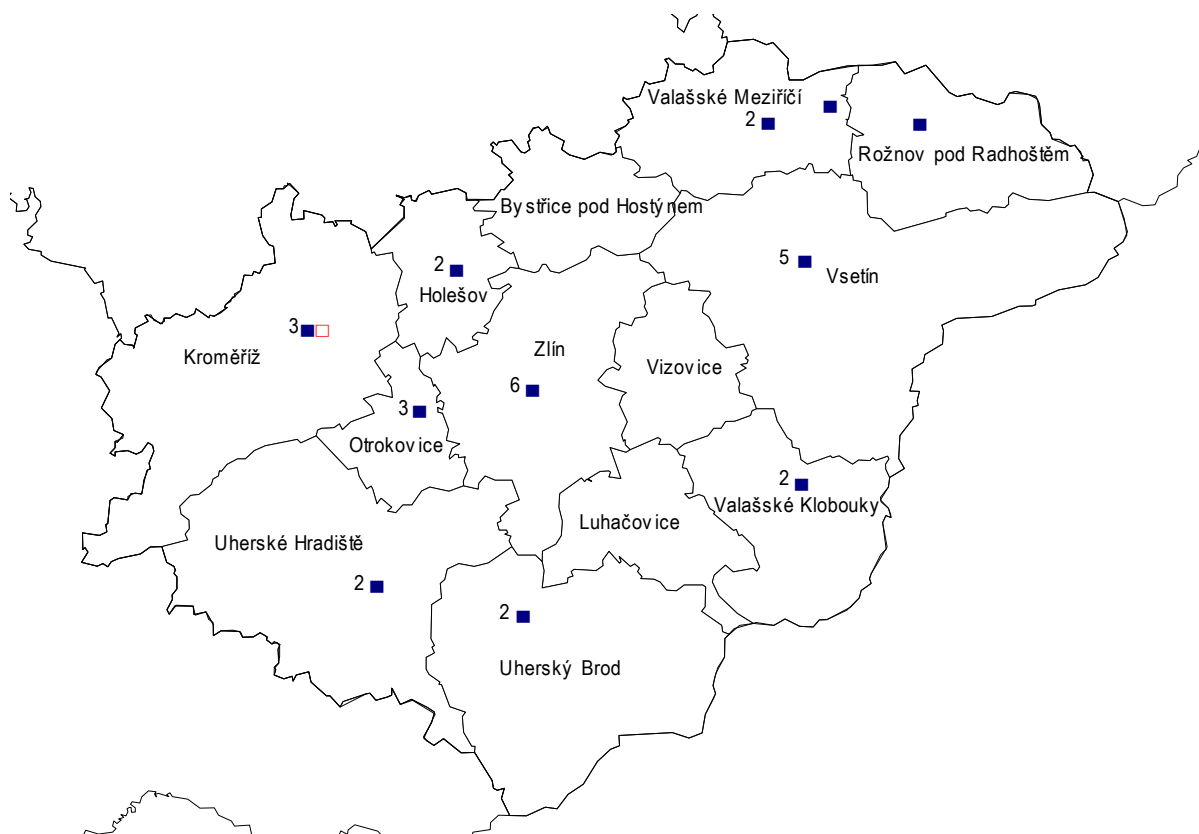 Valašské Meziříčí
2
Rožnov pod Radhoštěm
Bystřice pod Hostýnem
2
Holešov
5
Vsetín
3
Kroměříž
Zlín
6
Vizovice
3
Otrokovice
2
Valašské Klobouky
Luhačovice
Uherské Hradiště
2
2
Uherský Brod